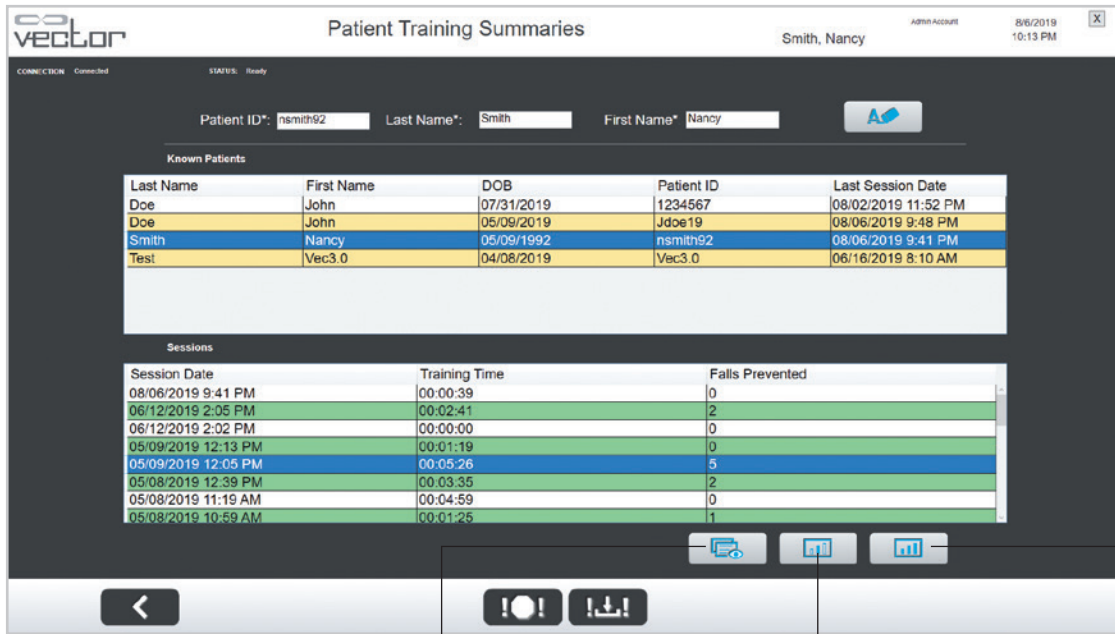 vector
Patient Training Summaries
Smith, Nancy
Admin Account
8/6/2019
10:13 PM
X
CONNECTION Connected STATUS: Ready
Patient ID*: nsmith92 Last Name*: Smith First Name* Nancy A
Known Patients
Last Name First Name DOB Patient ID Last Session Date
Doe John 07/31/2019 1234567 08/02/2019 11:52 PM
Doe John 05/09/2019 Jdoe19 08/06/2019 9:48 PM
Smith Nancy 05/09/1992 nsmith92 08/06/2019 9:41 PM
Test Vec3.0 04/08/2019 Vec3.0 06/16/2019 8:10 AM
Sessions
Session Date Training Time Falls Prevented
08/06/2019 9:41 PM 00:00:39 0
06/12/2019 2:05 PM 00:02:41 2
06/12/2019 2:02 PM 00:00:00 0
05/09/2019 12:13 PM 00:01:19 0
05/09/2019 12:05 PM 00:05:26 5
05/08/2019 12:39 PM 00:03:35 2
05/08/2019 11:19 AM 00:04:59 0
05/08/2019 10:59 AM 00:01:25 1
! ! ! !